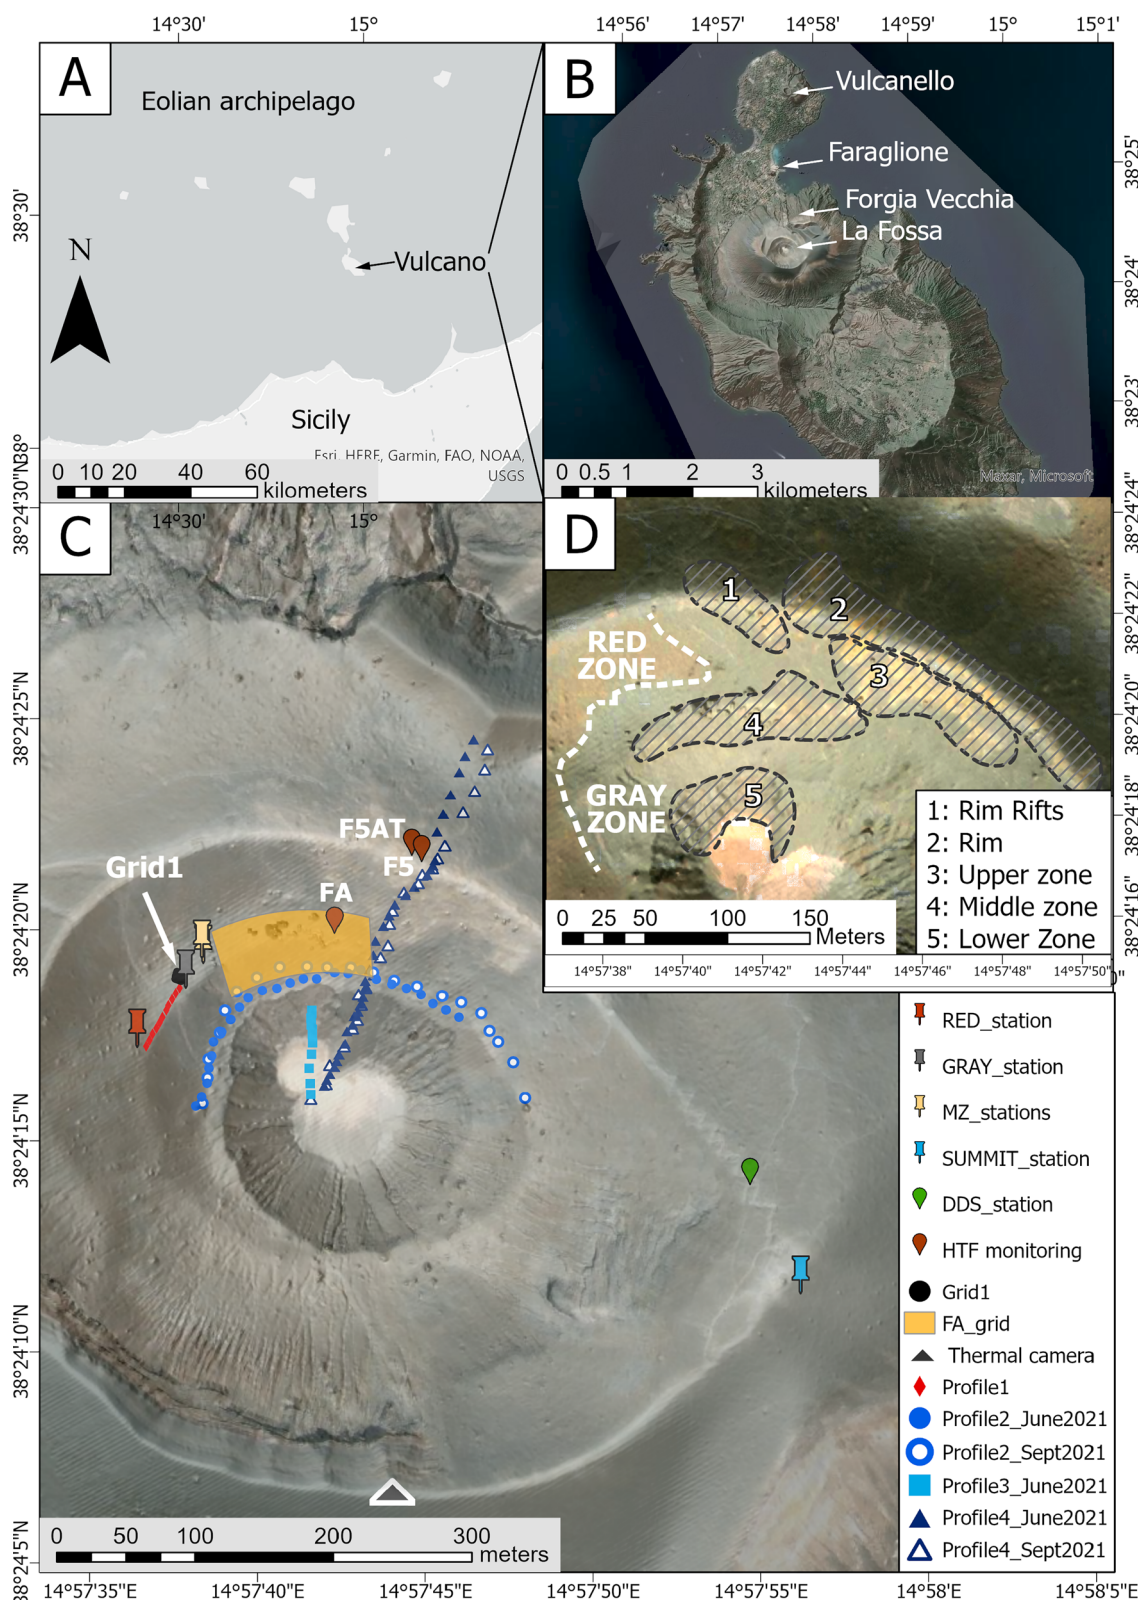 14°30' 15° 14°56' 14°57' 14°58' 14°59' 15° 15°1'
A
Eolian archipelago
38°30'
N
Vulcano
Sicily
38°
Esri, HERE, Garmin, FAO, NOAA,
USGS
0 10 20 40 60
kilometers
14°30' 15°
B
Vulcanello
Faraglione
Forgia Vecchia
La Fossa
38°25'
38°24'
38°23'
Maxar, Microsoft
0 0.5 1 2 3
kilometers
C
38°24'30"N
38°24'25"N
38°24'20"N
38°24'15"N
38°24'10"N
38°24'5"N
F5AT
F5
Grid1
FA
0 50 100 200 300
meters
14°57'35"E 14°57'40"E 14°57'45"E 14°57'50"E 14°57'55"E 14°58'E 14°58'5"E
D
38°24'24"
38°24'22"
38°24'20"
38°24'18"
38°24'16"
1
2
3
4
5
RED
ZONE
GRAY
ZONE
1: Rim Rifts
2: Rim
3: Upper zone
4: Middle zone
5: Lower Zone
0 25 50 100 150
Meters
14°57'38" 14°57'40" 14°57'42" 14°57'44" 14°57'46" 14°57'48" 14°57'50"
RED_station
GRAY_station
MZ_stations
SUMMIT_station
DDS_station
HTF monitoring
Grid1
FA_grid
Thermal camera
Profile1
Profile2_June2021
Profile2_Sept2021
Profile3_June2021
Profile4_June2021
Profile4_Sept2021